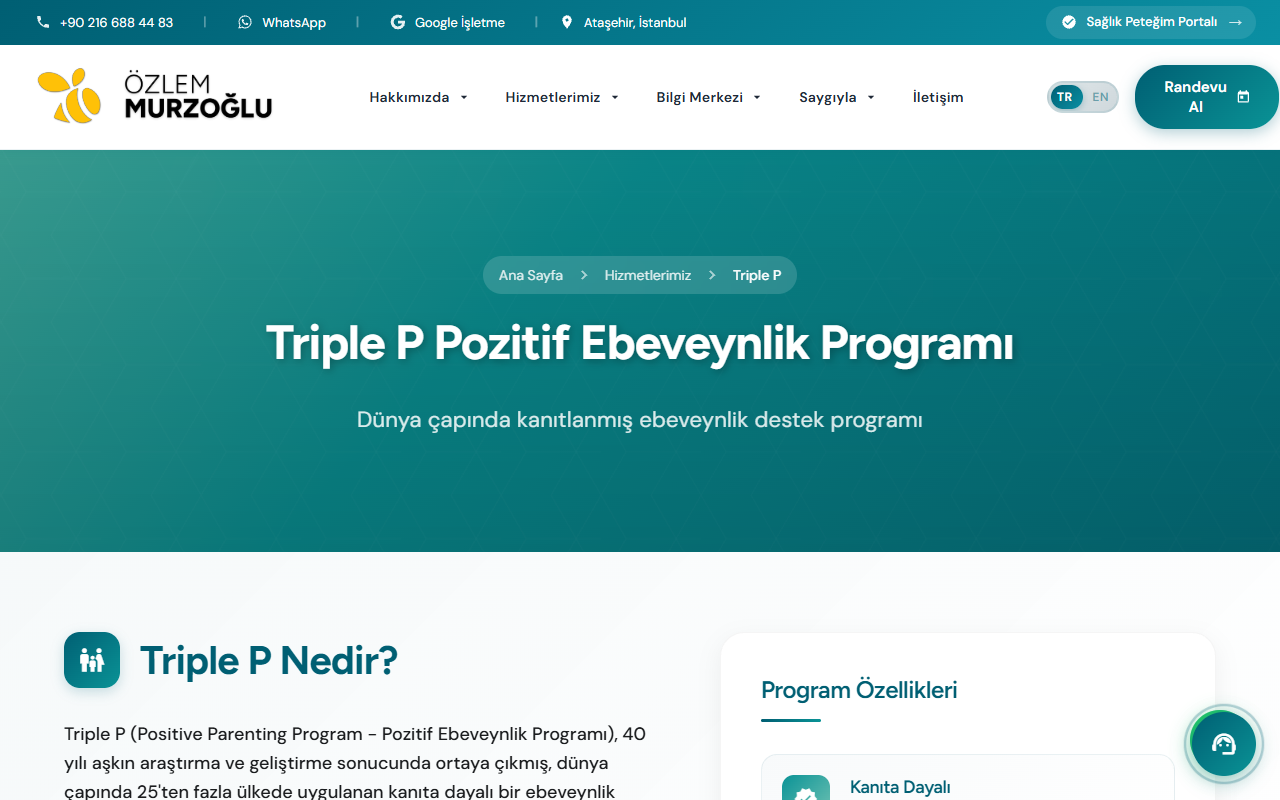 +90 216 688 44 83 | WhatsApp | Google İşletme | Ataşehir, İstanbul
Sağlık Peteğim Portalı →
ÖZLEM
MURZOĞLU
Hakkımızda Hizmetlerimiz Bilgi Merkezi Saygıyla İletişim
TR EN
Randevu
Al
Ana Sayfa > Hizmetlerimiz > Triple P
Triple P Pozitif Ebeveynlik Programı
Dünya çapında kanıtlanmış ebeveynlik destek programı
Triple P Nedir?
Triple P (Positive Parenting Program - Pozitif Ebeveynlik Programı), 40
yılı aşkın araştırma ve geliştirme sonucunda ortaya çıkmış, dünya
çapında 25'ten fazla ülkede uygulanan kanıta dayalı bir ebeveynlik
Program Özellikleri
Kanıta Dayalı